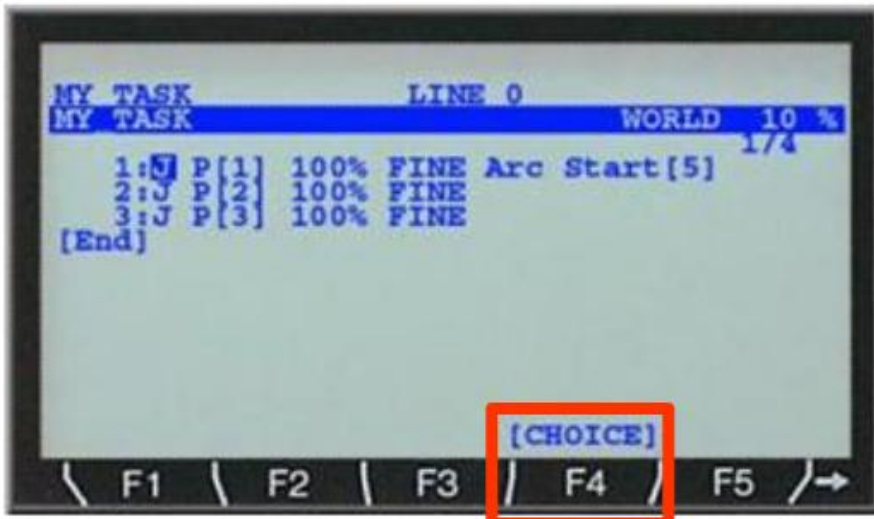 MY TASK LINE 0
MY TASK WORLD 10 %
1/4
1:J P[1] 100% FINE Arc Start[5]
2:J P[2] 100% FINE
3:J P[3] 100% FINE
[End]
[CHOICE]
F1 F2 F3 F4 F5